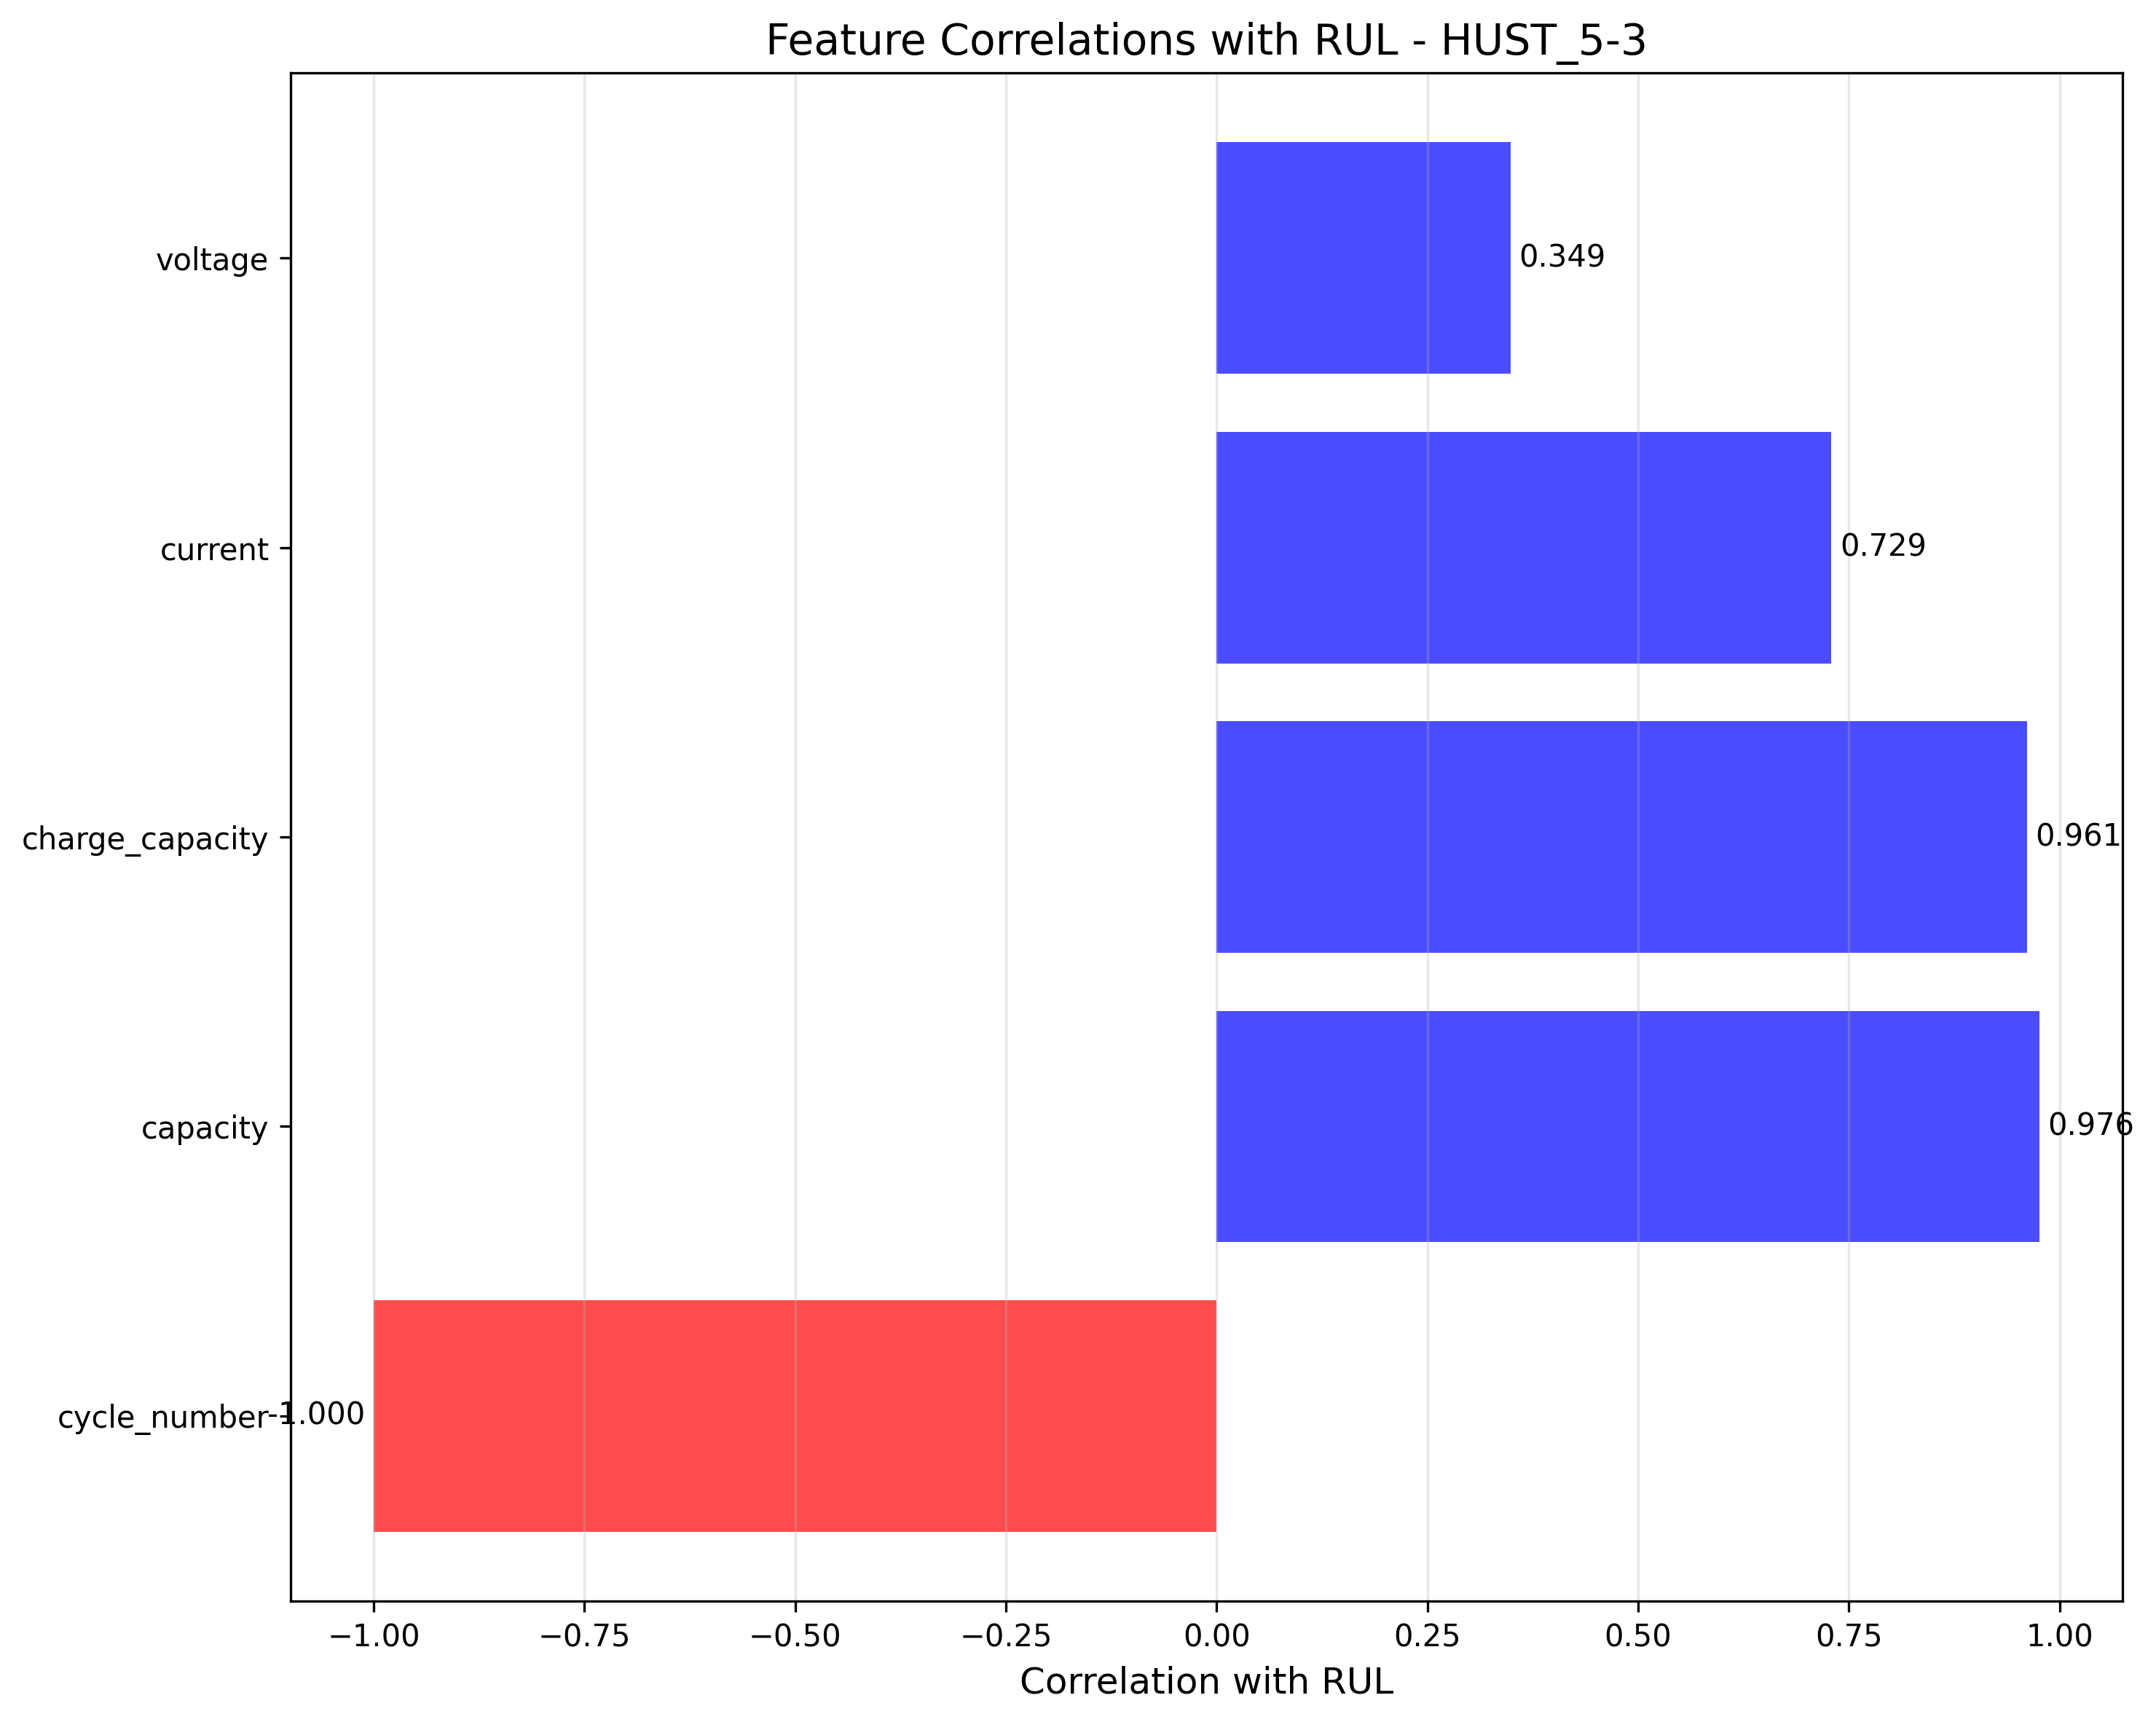 Feature Correlations with RUL - HUST_5-3
voltage
0.349
current
0.729
charge_capacity
0.961
capacity
0.976
cycle_number
-1.000
−1.00 −0.75 −0.50 −0.25 0.00 0.25 0.50 0.75 1.00
Correlation with RUL